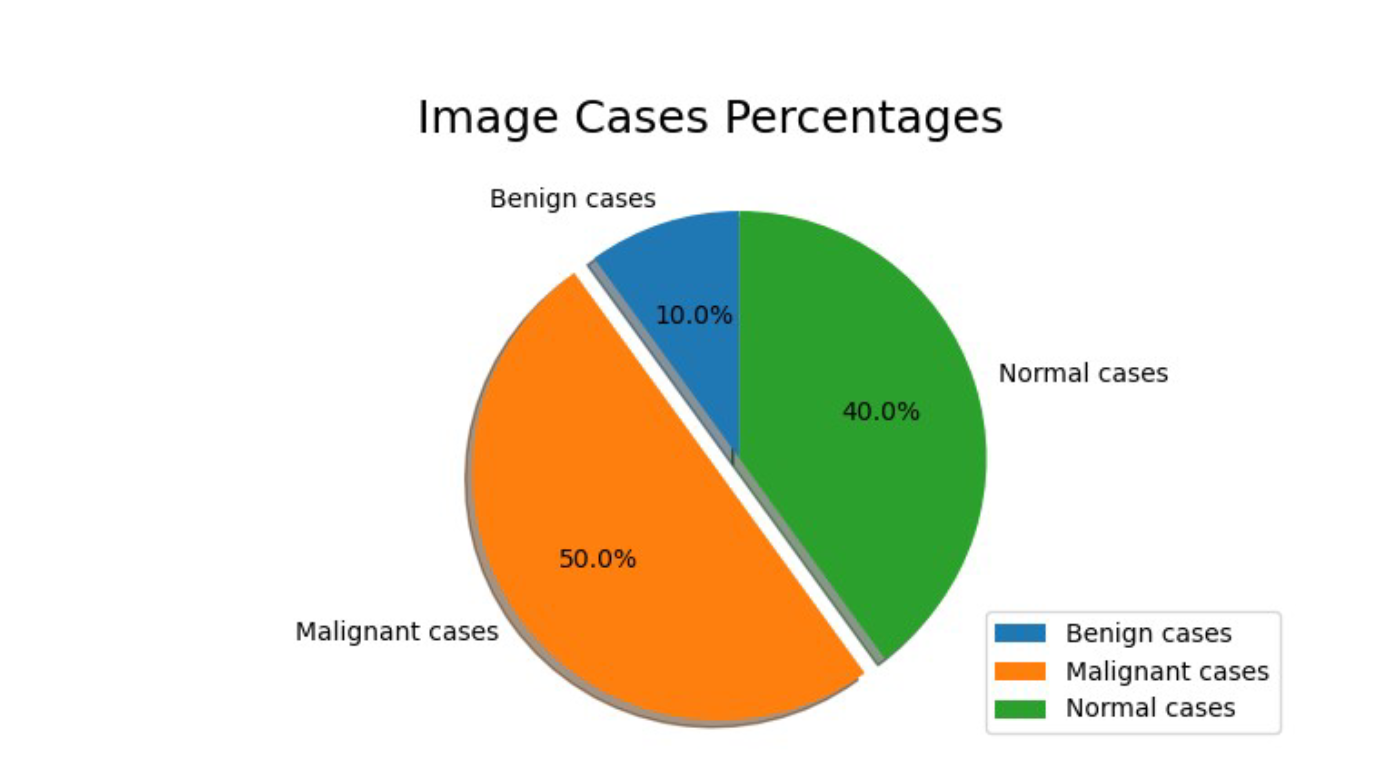 Image Cases Percentages
Benign cases
10.0%
Normal cases
40.0%
50.0%
Malignant cases
Benign cases
Malignant cases
Normal cases